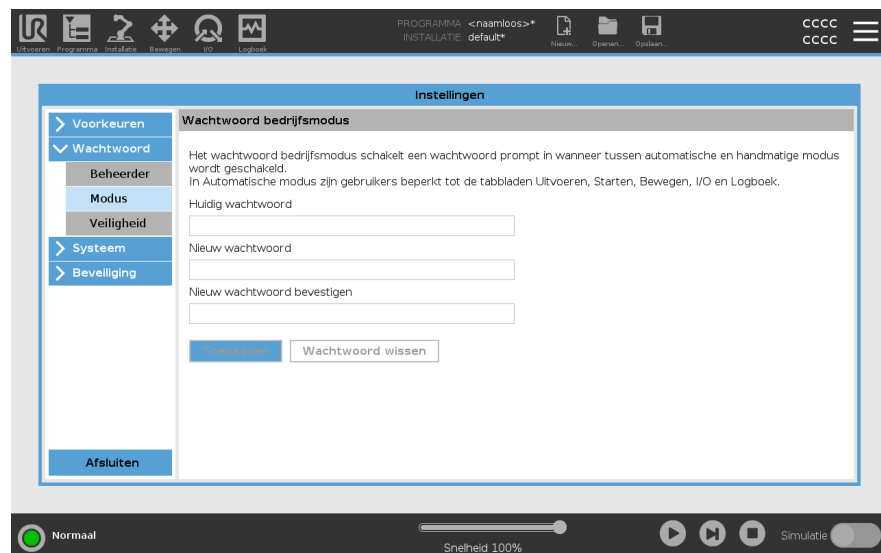 PROGRAMMA <naamloos>*
INSTALLATIE default*
CCCC
CCCC
Uitvoeren Programma Installatie Bewegen I/O Logboek
Nieuw... Openen... Opslaan...
Instellingen
Voorkeuren
Wachtwoord
Beheerder
Modus
Veiligheid
Systeem
Beveiliging
Afsluiten
Wachtwoord bedrijfsmodus
Het wachtwoord bedrijfsmodus schakelt een wachtwoord prompt in wanneer tussen automatische en handmatige modus
wordt geschakeld.
In Automatische modus zijn gebruikers beperkt tot de tabbladen Uitvoeren, Starten, Bewegen, I/O en Logboek.
Huidig wachtwoord
Nieuw wachtwoord
Nieuw wachtwoord bevestigen
Toepassen Wachtwoord wissen
Normaal
Snelheid 100%
Simulatie